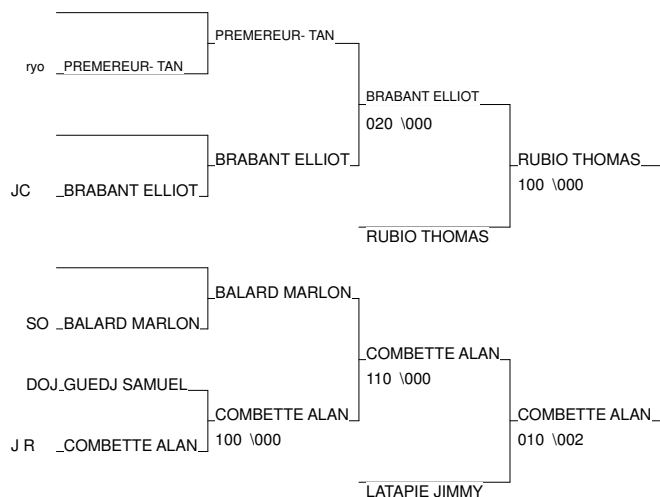 PREMEREUR- TAN
ryo PREMEREUR- TAN
BRABANT ELLIOT
020 \000
BRABANT ELLIOT
RUBIO THOMAS
100 \000
JC BRABANT ELLIOT
RUBIO THOMAS
BALARD MARLON
SO BALARD MARLON
COMBETTE ALAN
110 \000
DOJ GUEDJ SAMUEL
COMBETTE ALAN
100 \000
COMBETTE ALAN
010 \002
J R COMBETTE ALAN
LATAPIE JIMMY